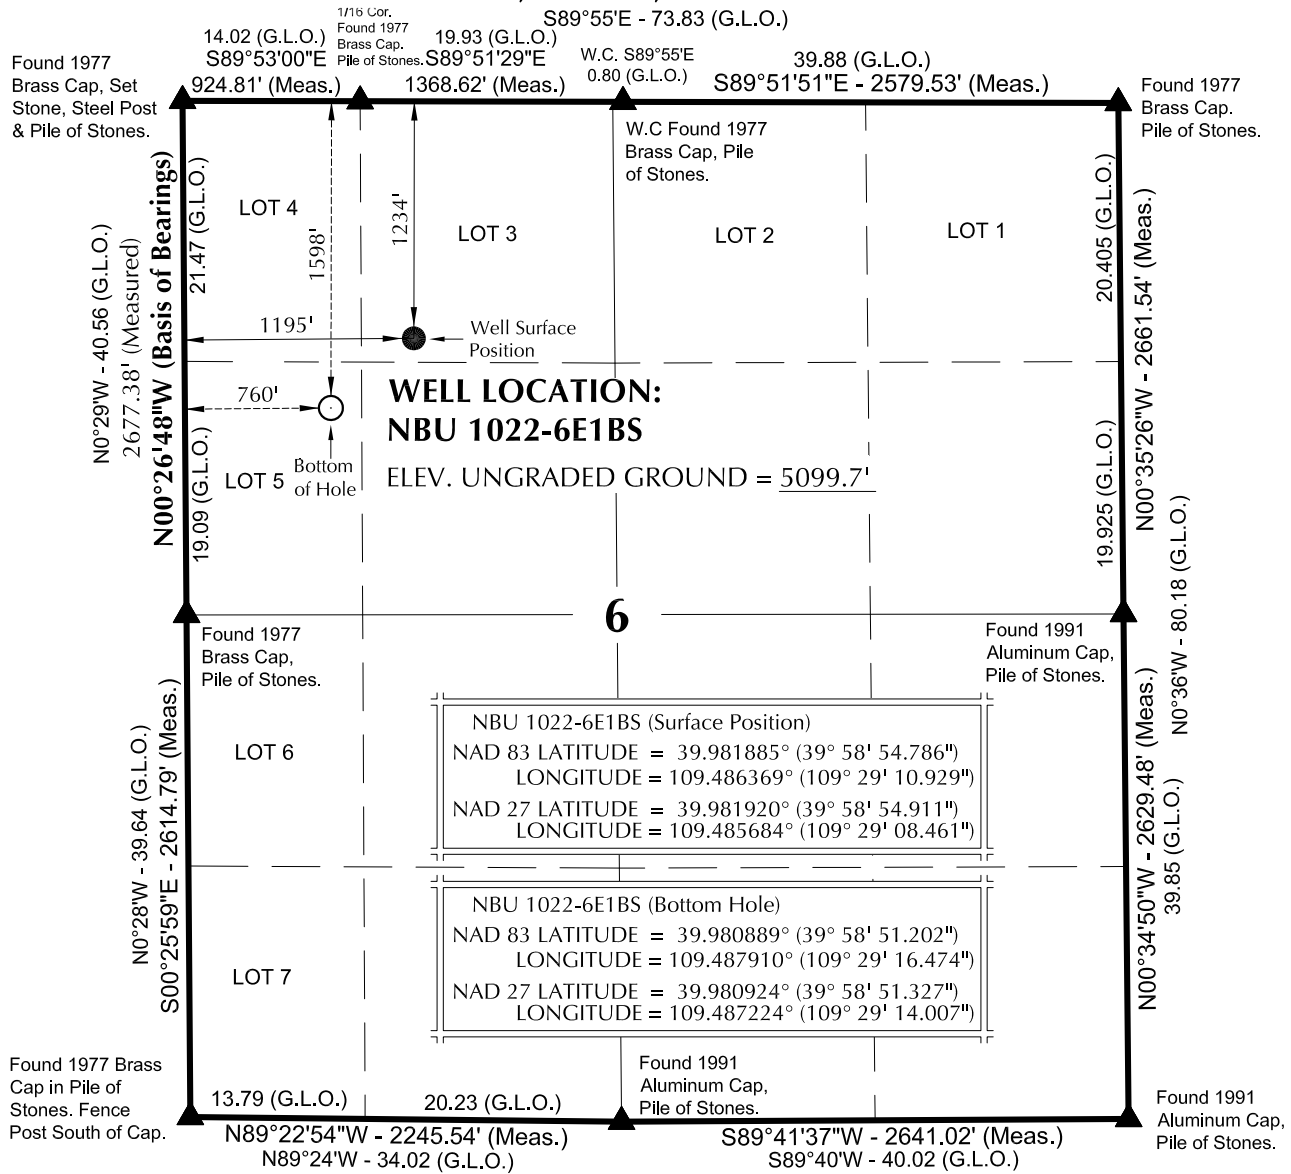 S89°55'E - 73.83 (G.L.O.)
1/16 Cor.
Found 1977
Brass Cap.
Pile of Stones.
14.02 (G.L.O.)
S89°53'00"E
924.81' (Meas.)
19.93 (G.L.O.)
S89°51'29"E
1368.62' (Meas.)
W.C. S89°55'E
0.80 (G.L.O.)
39.88 (G.L.O.)
S89°51'51"E - 2579.53' (Meas.)
Found 1977
Brass Cap, Set
Stone, Steel Post
& Pile of Stones.
Found 1977
Brass Cap.
Pile of Stones.
W.C Found 1977
Brass Cap, Pile
of Stones.
LOT 4
LOT 3
LOT 2
LOT 1
1598'
1234'
1195'
Well Surface
Position
760'
Bottom
of Hole
LOT 5
WELL LOCATION:
NBU 1022-6E1BS
ELEV. UNGRADED GROUND = 5099.7'
N0°29'W - 40.56 (G.L.O.)
2677.38' (Measured)
N00°26'48"W (Basis of Bearings)
21.47 (G.L.O.)
19.09 (G.L.O.)
20.405 (G.L.O.)
19.925 (G.L.O.)
N00°35'26"W - 2661.54' (Meas.)
N0°36'W - 80.18 (G.L.O.)
6
Found 1977
Brass Cap,
Pile of Stones.
Found 1991
Aluminum Cap,
Pile of Stones.
LOT 6
LOT 7
N0°28'W - 39.64 (G.L.O.)
S00°25'59"E - 2614.79' (Meas.)
N00°34'50"W - 2629.48' (Meas.)
39.85 (G.L.O.)
NBU 1022-6E1BS (Surface Position)
NAD 83 LATITUDE = 39.981885° (39° 58' 54.786")
LONGITUDE = 109.486369° (109° 29' 10.929")
NAD 27 LATITUDE = 39.981920° (39° 58' 54.911")
LONGITUDE = 109.485684° (109° 29' 08.461")
NBU 1022-6E1BS (Bottom Hole)
NAD 83 LATITUDE = 39.980889° (39° 58' 51.202")
LONGITUDE = 109.487910° (109° 29' 16.474")
NAD 27 LATITUDE = 39.980924° (39° 58' 51.327")
LONGITUDE = 109.487224° (109° 29' 14.007")
Found 1977 Brass
Cap in Pile of
Stones. Fence
Post South of Cap.
13.79 (G.L.O.)
20.23 (G.L.O.)
N89°22'54"W - 2245.54' (Meas.)
N89°24'W - 34.02 (G.L.O.)
Found 1991
Aluminum Cap,
Pile of Stones.
S89°41'37"W - 2641.02' (Meas.)
S89°40'W - 40.02 (G.L.O.)
Found 1991
Aluminum Cap,
Pile of Stones.